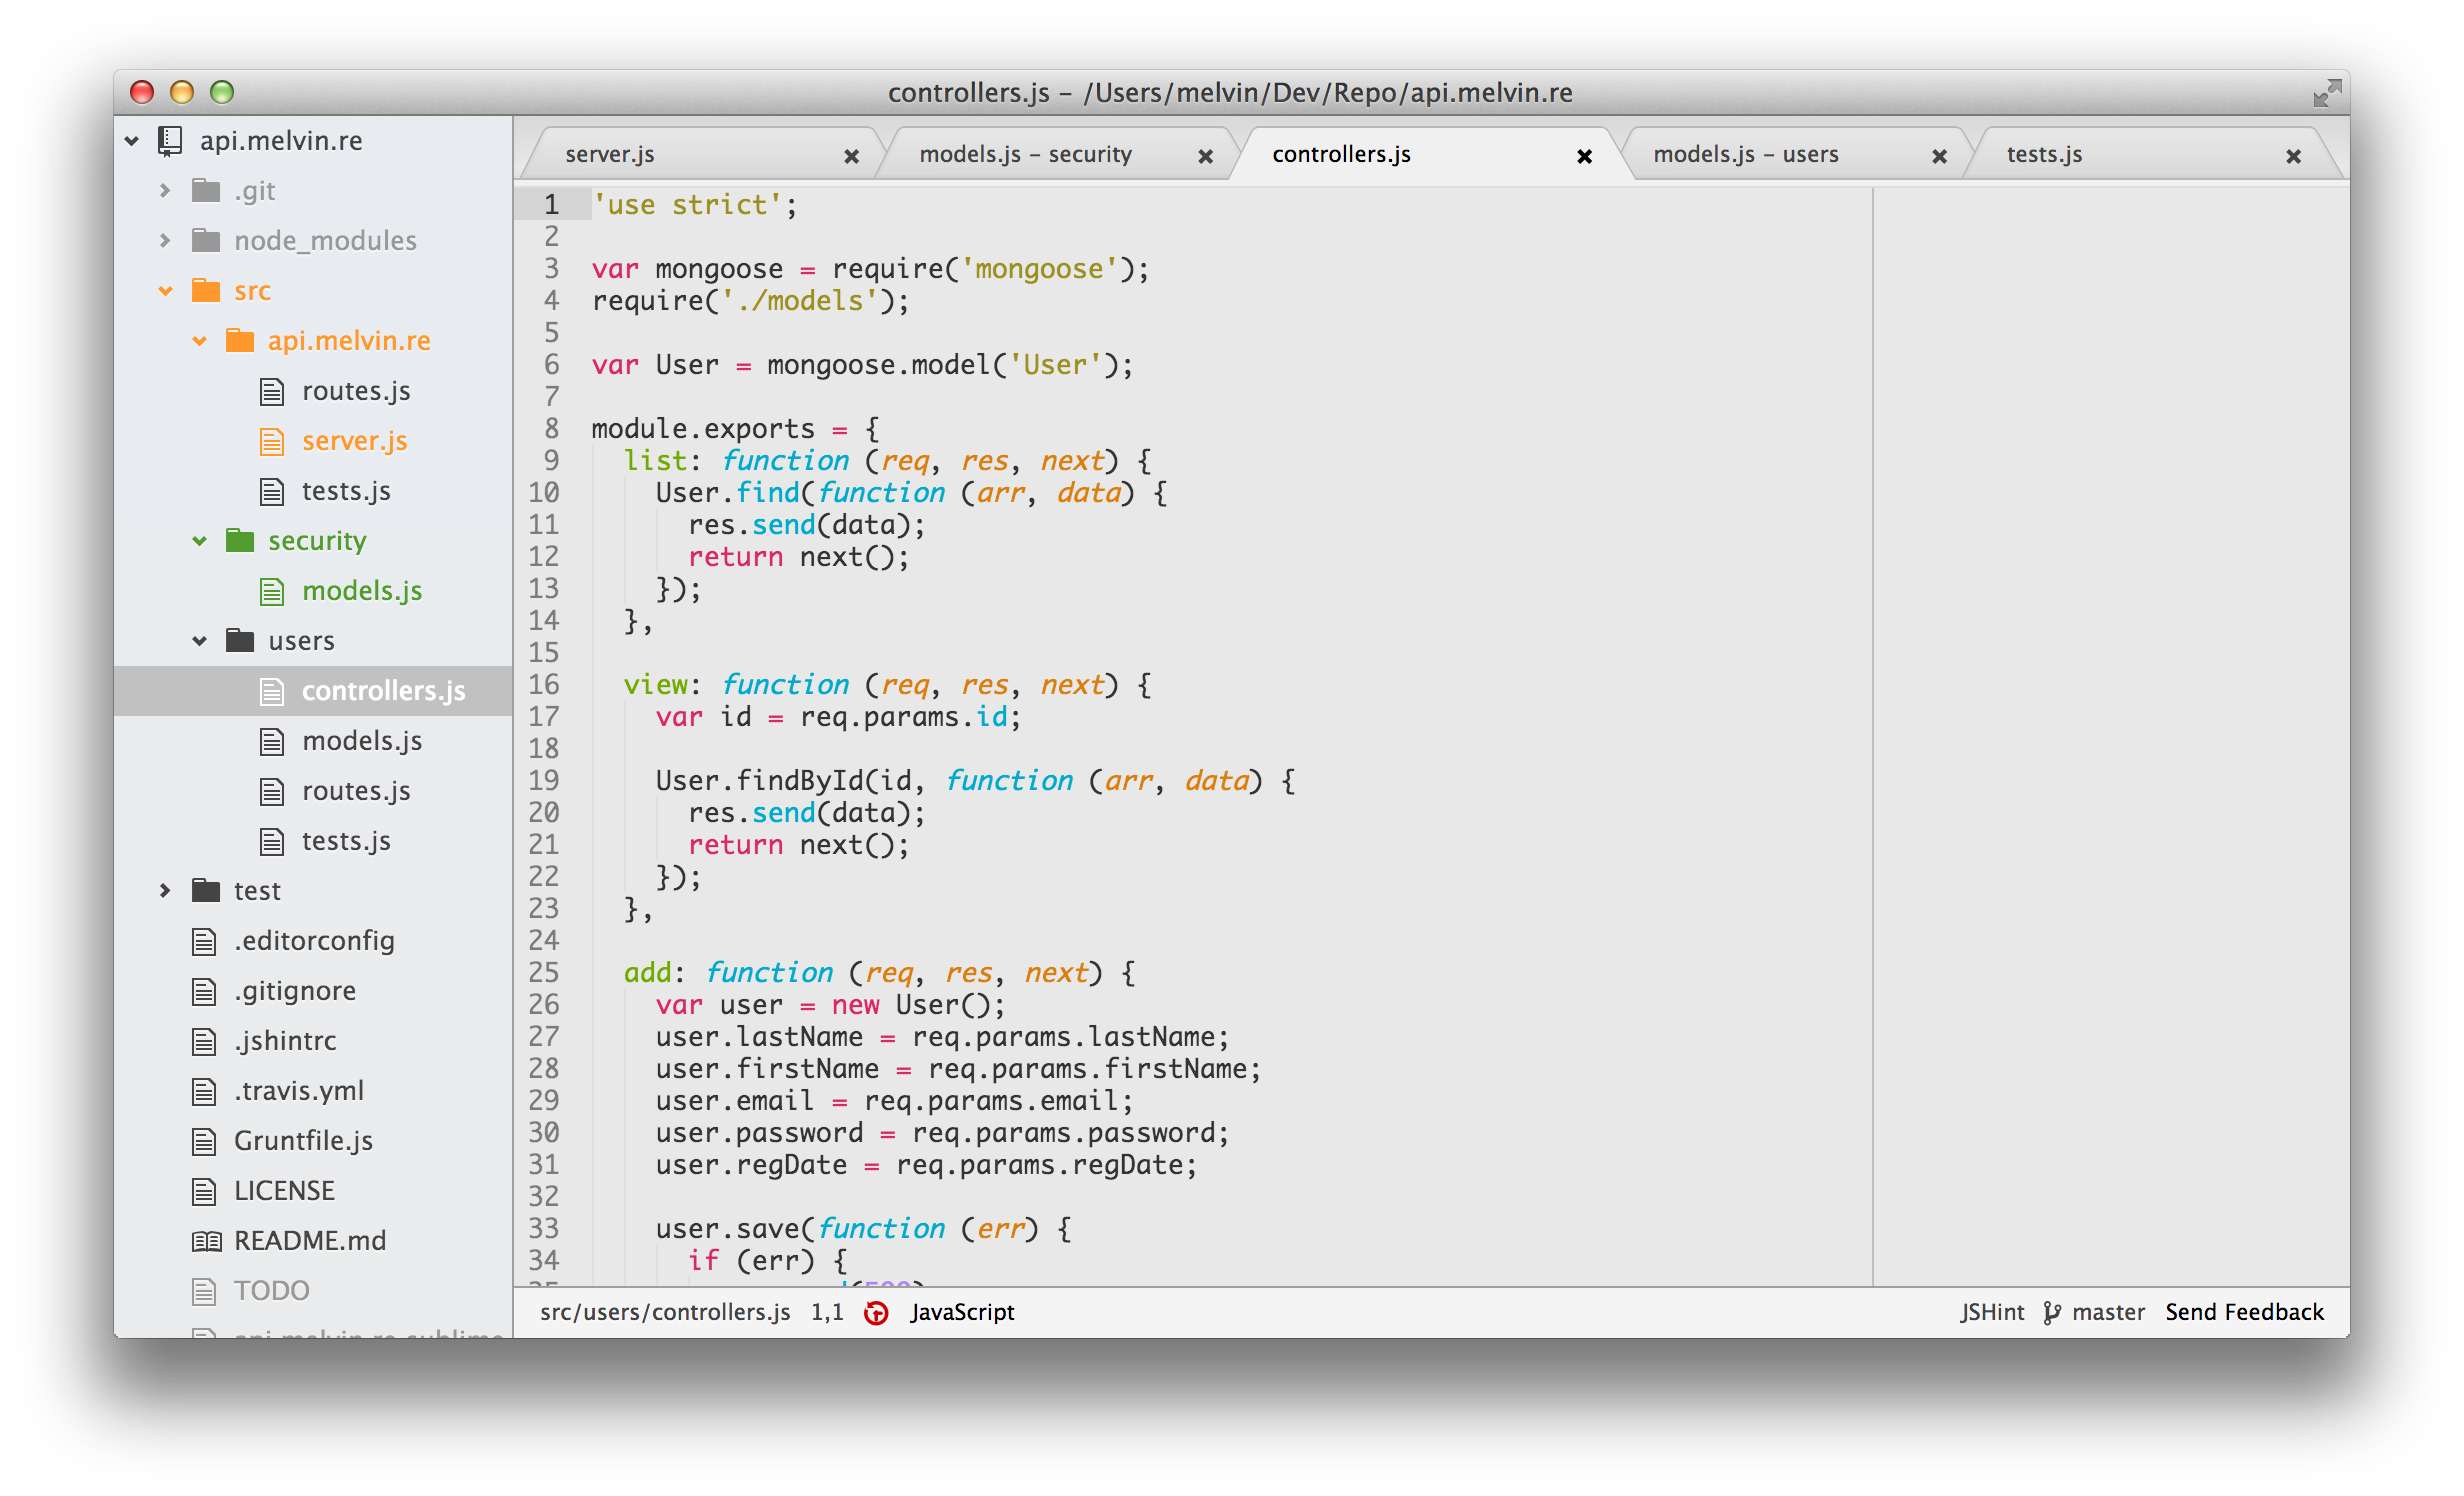 controllers.js – /Users/melvin/Dev/Repo/api.melvin.re
api.melvin.re
.git
node_modules
src
api.melvin.re
routes.js
server.js
tests.js
security
models.js
users
controllers.js
models.js
routes.js
tests.js
test
.editorconfig
.gitignore
.jshintrc
.travis.yml
Gruntfile.js
LICENSE
README.md
TODO
api.melvin.re.sublime
server.js
models.js – security
controllers.js
models.js – users
tests.js
1 'use strict';
2
3 var mongoose = require('mongoose');
4 require('./models');
5
6 var User = mongoose.model('User');
7
8 module.exports = {
9   list: function (req, res, next) {
10     User.find(function (arr, data) {
11       res.send(data);
12       return next();
13     });
14   },
15
16   view: function (req, res, next) {
17     var id = req.params.id;
18
19     User.findById(id, function (arr, data) {
20       res.send(data);
21       return next();
22     });
23   },
24
25   add: function (req, res, next) {
26     var user = new User();
27     user.lastName = req.params.lastName;
28     user.firstName = req.params.firstName;
29     user.email = req.params.email;
30     user.password = req.params.password;
31     user.regDate = req.params.regDate;
32
33     user.save(function (err) {
34       if (err) {
src/users/controllers.js 1,1 JavaScript
JSHint master Send Feedback